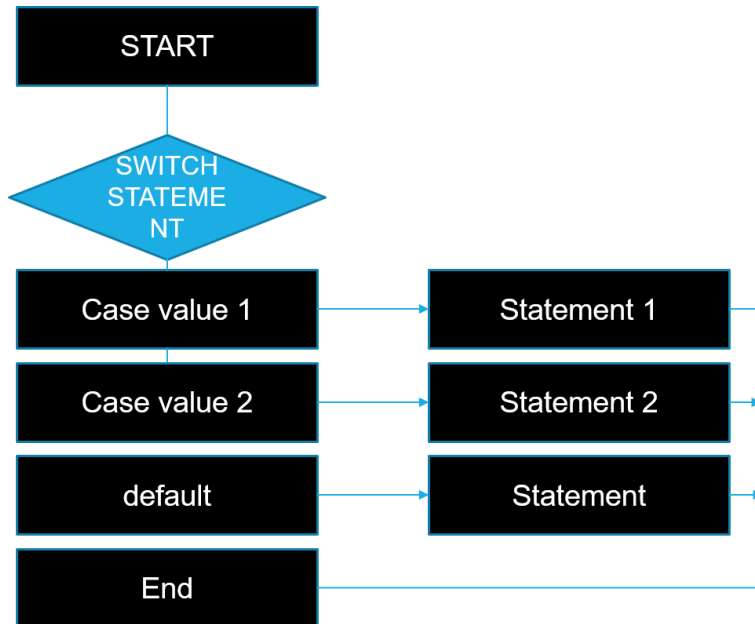 START
SWITCH
STATEME
NT
Case value 1
Statement 1
Case value 2
Statement 2
default
Statement
End